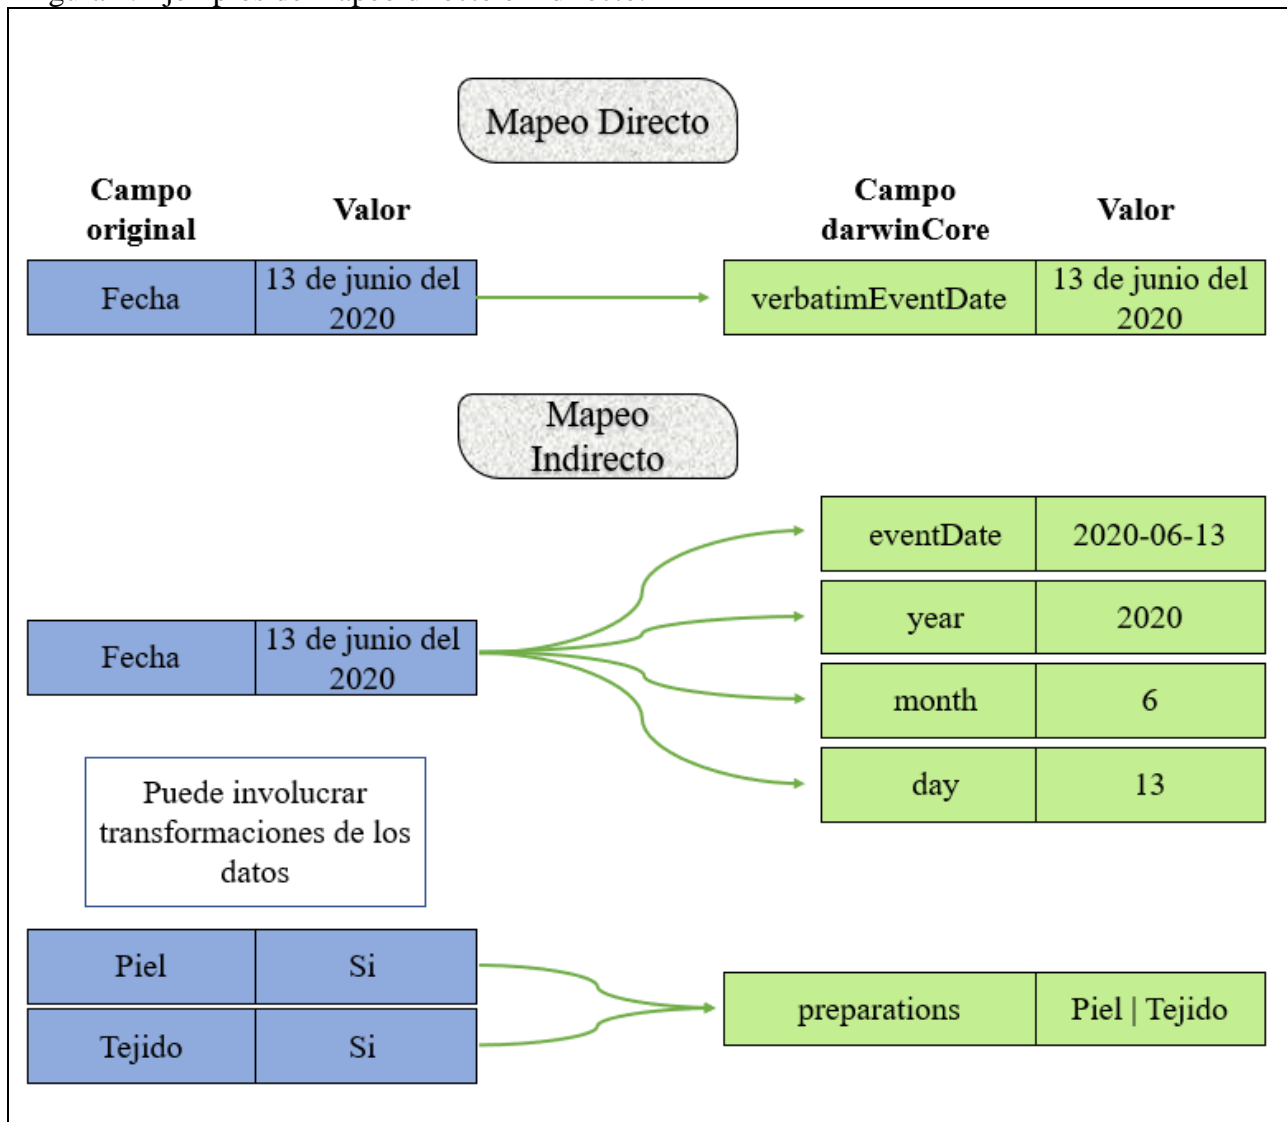 Mapeo Directo
Campo
original
Valor
Campo
darwinCore
Valor
Fecha
13 de junio del
2020
verbatimEventDate
13 de junio del
2020
Mapeo
Indirecto
Fecha
13 de junio del
2020
eventDate
2020-06-13
year
2020
month
6
day
13
Puede involucrar
transformaciones de los
datos
Piel
Si
Tejido
Si
preparations
Piel | Tejido